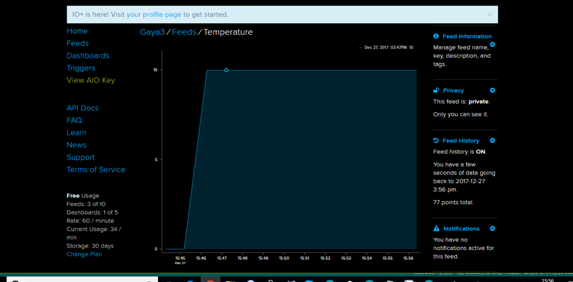 IO+ is here! Visit your profile page to get started. ×
Home
Feeds
Dashboards
Triggers
View AIO Key
API Docs
FAQ
Learn
News
Support
Terms of Service
Free Usage
Feeds: 3 of 10
Dashboards: 1 of 5
Rate: 60 / minute
Current Usage: 34 /
min
Storage: 30 days
Change Plan
Gaya3/Feeds/Temperature
Dec 27, 2017 03:47PM 10
10
5
0
15:45 15:46 15:47 15:48 15:49 15:50 15:51 15:52 15:53 15:54 15:55 15:56
Dec 27
Feed Information
Manage feed name,
key, description, and
tags.
Privacy
This feed is: private.
Only you can see it.
Feed History
Feed history is ON.
You have a few
seconds of data going
back to 2017-12-27
3:56 pm.
77 points total.
Notifications
You have no
notifications active for
this feed.
15:56